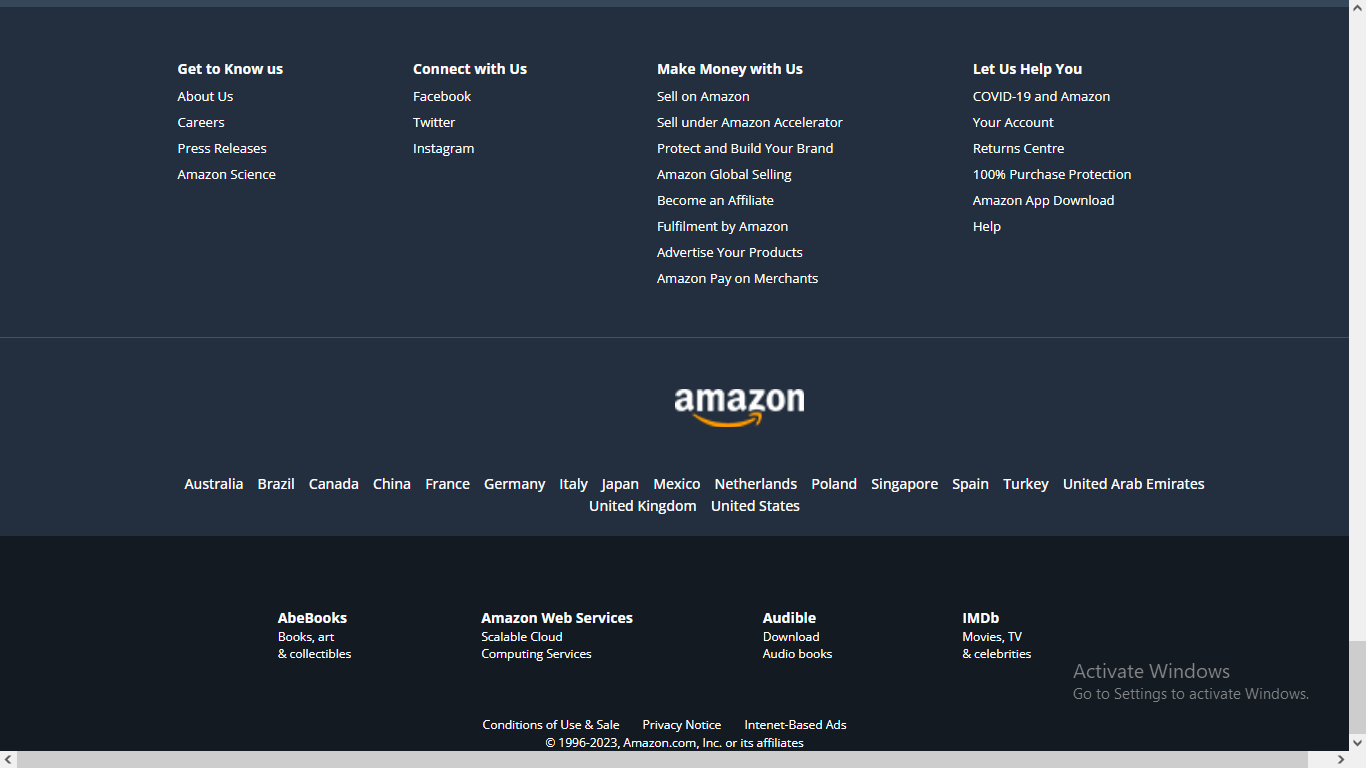 Get to Know us
About Us
Careers
Press Releases
Amazon Science
Connect with Us
Facebook
Twitter
Instagram
Make Money with Us
Sell on Amazon
Sell under Amazon Accelerator
Protect and Build Your Brand
Amazon Global Selling
Become an Affiliate
Fulfilment by Amazon
Advertise Your Products
Amazon Pay on Merchants
Let Us Help You
COVID-19 and Amazon
Your Account
Returns Centre
100% Purchase Protection
Amazon App Download
Help
amazon
Australia Brazil Canada China France Germany Italy Japan Mexico Netherlands Poland Singapore Spain Turkey United Arab Emirates
United Kingdom United States
AbeBooks
Books, art
& collectibles
Amazon Web Services
Scalable Cloud
Computing Services
Audible
Download
Audio books
IMDb
Movies, TV
& celebrities
Activate Windows
Go to Settings to activate Windows.
Conditions of Use & Sale Privacy Notice Intenet-Based Ads
© 1996-2023, Amazon.com, Inc. or its affiliates